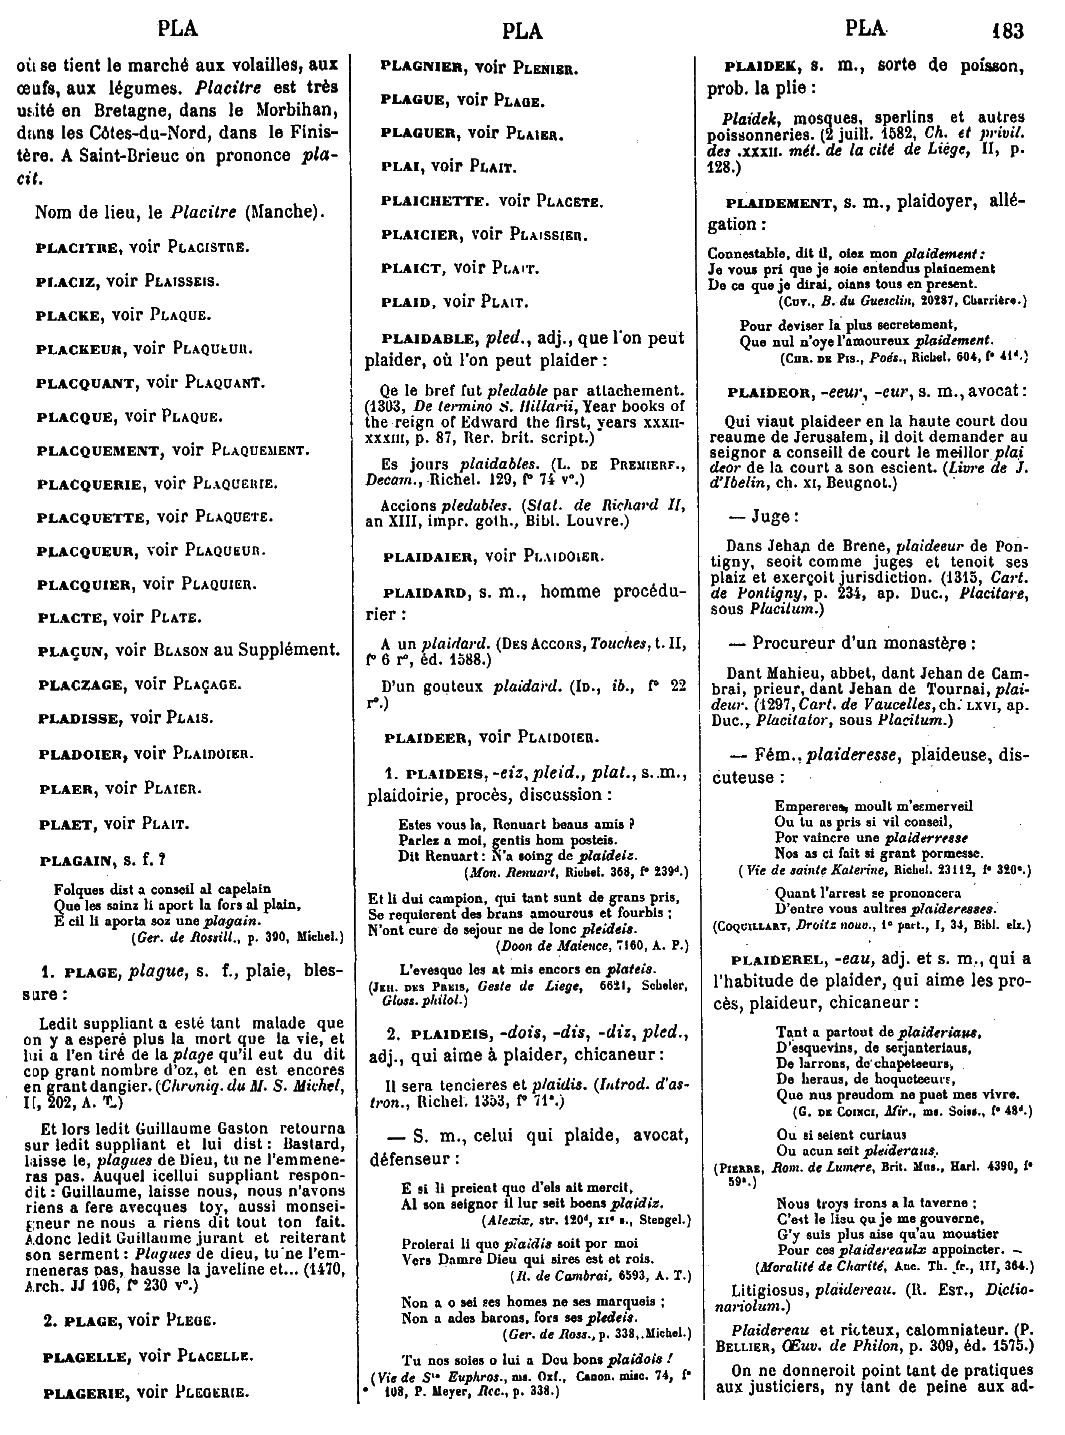 PLA
PLA
PLA
183
où se tient le marché aux volailles, aux
œufs, aux légumes. Placitre est très
usité en Bretagne, dans le Morbihan,
dans les Côtes-du-Nord, dans le Finis-
tère. A Saint-Brieuc on prononce pla-
cit.
Nom de lieu, le Placitre (Manche).
PLACITRE, voir PLACISTRE.
PLACIZ, voir PLAISSEIS.
PLACKE, voir PLAQUE.
PLACKEUR, voir PLAQUEUR.
PLACQUANT, voir PLAQUANT.
PLACQUE, voir PLAQUE.
PLACQUEMENT, voir PLAQUEMENT.
PLACQUERIE, voir PLAQUERIE.
PLACQUETTE, voir PLAQUETE.
PLACQUEUR, voir PLAQUEUR.
PLACQUIER, voir PLAQUIER.
PLACTE, voir PLATE.
PLAÇUN, voir BLASON au Supplément.
PLACZAGE, voir PLAÇAGE.
PLADISSE, voir PLAIS.
PLADOIER, voir PLAIDOIER.
PLAER, voir PLAIER.
PLAET, voir PLAIT.
PLAGAIN, s. f. ?
Folques dist a conseil al capelain
Que les sainz li aport la fors al plain,
E cil li aporta soz une plagain.
(Ger. de Rossill., p. 390, Michel.)
1. PLAGE, plague, s. f., plaie, bles-
sure :
Ledit suppliant a esté tant malade que
on y a esperé plus la mort que la vie, et
lui a l'en tiré de la plage qu'il eut du dit
cop grant nombre d'oz, et en est encores
en grant dangier. (Chroniq. du M. S. Michel,
II, 202, A. T.)
Et lors ledit Guillaume Gaston retourna
sur ledit suppliant et lui dist : Bastard,
laisse le, plagues de Dieu, tu ne l'emmene-
ras pas. Auquel icellui suppliant respon-
dit : Guillaume, laisse nous, nous n'avons
riens a fere avecques toy, aussi monsei-
gneur ne nous a riens dit tout ton fait.
Adonc ledit Guillaume jurant et reiterant
son serment : Plagues de dieu, tu ne l'em-
meneras pas, hausse la javeline et... (1470,
Arch. JJ 196, f° 230 v°.)
2. PLAGE, voir PLEGE.
PLAGELLE, voir PLACELLE.
PLAGERIE, voir PLEGERIE.
PLAGNIER, voir PLENIER.
PLAGUE, voir PLAGE.
PLAGUER, voir PLAIER.
PLAI, voir PLAIT.
PLAICHETTE. voir PLACETE.
PLAICIER, voir PLAISSIER.
PLAICT, voir PLAIT.
PLAID, voir PLAIT.
PLAIDABLE, pled., adj., que l'on peut
plaider, où l'on peut plaider :
Qe le bref fut pledable par attachement.
(1303, De termino S. Hillarii, Year books of
the reign of Edward the first, years XXXII-
XXXIII, p. 87, Rer. brit. script.)
Es jours plaidables. (L. DE PREMIERF.,
Decam., Richel. 129, f° 74 v°.)
Accions pledables. (Stat. de Richard II,
an XIII, impr. goth., Bibl. Louvre.)
PLAIDAIER, voir PLAIDOIER.
PLAIDARD, s. m., homme procédu-
rier :
A un plaidard. (DES ACCORS, Touches, t. II,
f° 6 r°, éd. 1588.)
D'un gouteux plaidard. (ID., ib., f° 22
r°.)
PLAIDEER, voir PLAIDOIER.
1. PLAIDEIS, -eiz, pleid., plat., s. m.,
plaidoirie, procès, discussion :
Estes vous la, Renuart beaus amis ?
Parlez a moi, gentis hom posteis.
Dit Renuart : N'a soing de plaideiz.
(Mon. Renuart, Richel. 368, f° 239d.)
Et li dui campion, qui tant sunt de grans pris,
Se requierent des brans amourous et fourbis ;
N'ont cure de sejour ne de lonc pleideis.
(Doon de Maience, 7160, A. P.)
L'evesque les at mis encors en plateis.
(JEH. DES PREIS, Geste de Liege, 6621, Scheler,
Gloss. philol.)
2. PLAIDEIS, -dois, -dis, -diz, pled.,
adj., qui aime à plaider, chicaneur :
Il sera tencieres et plaidis. (Introd. d'as-
tron., Richel. 1353, f° 71a.)
— S. m., celui qui plaide, avocat,
défenseur :
E si li preient que d'els ait mercit,
Al son seignor il lur seit boens plaidiz.
(Alexix, str. 120d, XIe s., Stengel.)
Proierai li que plaidis soit por moi
Vers Damre Dieu qui sires est et rois.
(R. de Cambrai, 6593, A. T.)
Non a o sei ses homes ne ses marqueis ;
Non a ades barons, fors ses pledeis.
(Ger. de Ross., p. 338, Michel.)
Tu nos soies o lui a Deu bons plaidois !
(Vie de Ste Euphros., ms. Oxf., Canon. misc. 74, f°
108, P. Meyer, Rec., p. 338.)
PLAIDEK, s. m., sorte de poisson,
prob. la plie :
Plaidek, mosques, sperlins et autres
poissonneries. (2 juill. 1582, Ch. et privil.
des .XXXII. mét. de la cité de Liège, II, p.
128.)
PLAIDEMENT, s. m., plaidoyer, allé-
gation :
Connestable, dit il, oiez mon plaidement :
Je vous pri que je soie entendus plainement
De ce que je dirai, oians tous en present.
(CUV., B. du Guesclin, 20287, Charrière.)
Pour deviser la plus secretement,
Que nul n'oye l'amoureux plaidement.
(CHR. DE PIS., Poés., Richel. 604, f° 41d.)
PLAIDEOR, -eeur, -eur, s. m., avocat :
Qui viaut plaideer en la haute court dou
reaume de Jerusalem, il doit demander au
seignor a conseill de court le meillor plai
deor de la court a son escient. (Livre de J.
d'Ibelin, ch. XI, Beugnot.)
— Juge :
Dans Jehan de Brene, plaideeur de Pon-
tigny, seoit comme juges et tenoit ses
plaiz et exerçoit jurisdiction. (1315, Cart.
de Pontigny, p. 234, ap. Duc., Placitare,
sous Placitum.)
— Procureur d'un monastère :
Dant Mahieu, abbet, dant Jehan de Cam-
brai, prieur, dant Jehan de Tournai, plai-
deur. (1297, Cart. de Vaucelles, ch. LXVI, ap.
Duc., Placitator, sous Placitum.)
— Fém., plaideresse, plaideuse, dis-
cuteuse :
Empereres, moult m'esmerveil
Ou tu as pris si vil conseil,
Por vaincre une plaiderresse
Nos as ci fait si grant pormesse.
(Vie de sainte Katerine, Richel. 23112, f° 320a.)
Quant l'arrest se prononcera
D'entre vous aultres plaideresses.
(COQUILLART, Droitz nouv., 1e part., I, 34, Bibl. elz.)
PLAIDEREL, -eau, adj. et s. m., qui a
l'habitude de plaider, qui aime les pro-
cès, plaideur, chicaneur :
Tant a partout de plaideriaus,
D'esquevins, de serjanteriaus,
De larrons, de chapeteeurs,
De heraus, de hoqueteeurs,
Que nus preudom ne puet mes vivre.
(G. DE COINCI, Mir., ms. Soiss., f° 48d.)
Ou si seient curiaus
Ou acun seit pleideraus.
(PIERRE, Rom. de Lumere, Brit. Mus., Harl. 4390, f°
59a.)
Nous troys irons a la taverne ;
C'est le lieu qu je me gouverne,
G'y suis plus aise qu'au moustier
Pour ces plaidereaulx appointer. —
(Moralité de Charité, Anc. Th. fr., III, 364.)
Litigiosus, plaidereau. (R. EST., Dictio-
nariolum.)
Plaidereau et rioteux, calomniateur. (P.
BELLIER, Œuv. de Philon, p. 309, éd. 1575.)
On ne donneroit point tant de pratiques
aux justiciers, ny tant de peine aux ad-